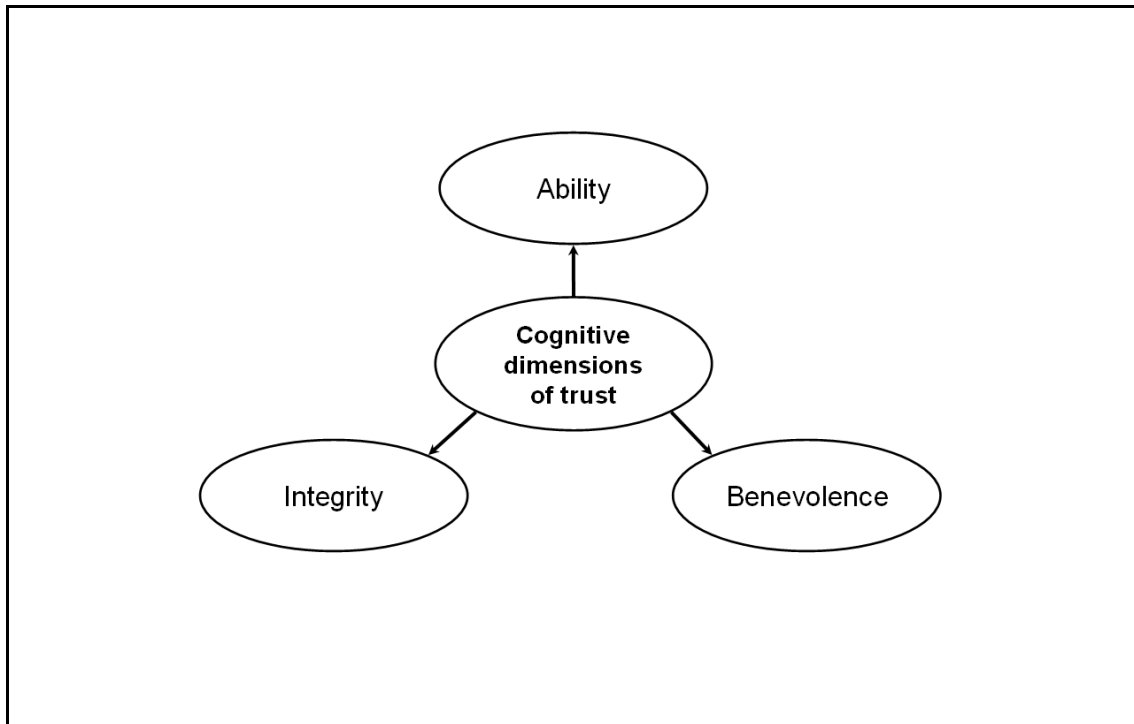 Ability
Cognitive
dimensions
of trust
Integrity
Benevolence